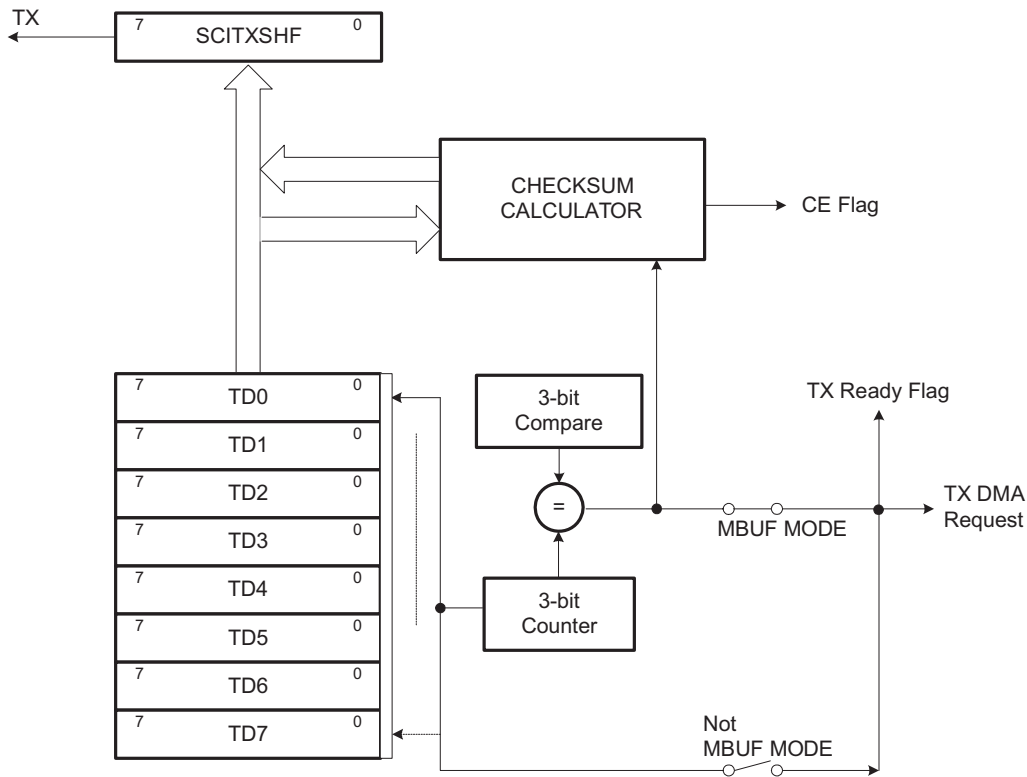 TX
7 SCITXSHF 0
CHECKSUM
CALCULATOR
CE Flag
7 TD0 0
7 TD1 0
7 TD2 0
7 TD3 0
7 TD4 0
7 TD5 0
7 TD6 0
7 TD7 0
3-bit
Compare
=
3-bit
Counter
TX Ready Flag
MBUF MODE
TX DMA
Request
Not
MBUF MODE